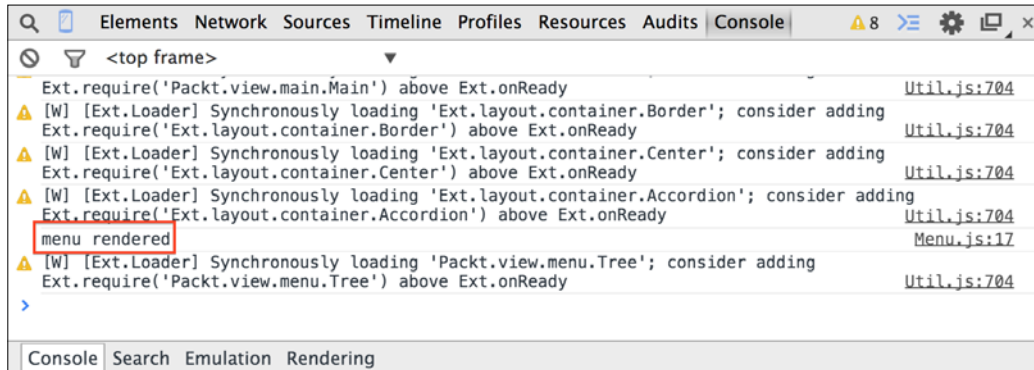 Elements Network Sources Timeline Profiles Resources Audits Console 8
<top frame>
Ext.require('Packt.view.main.Main') above Ext.onReady Util.js:704
[W] [Ext.Loader] Synchronously loading 'Ext.layout.container.Border'; consider adding
Ext.require('Ext.layout.container.Border') above Ext.onReady Util.js:704
[W] [Ext.Loader] Synchronously loading 'Ext.layout.container.Center'; consider adding
Ext.require('Ext.layout.container.Center') above Ext.onReady Util.js:704
[W] [Ext.Loader] Synchronously loading 'Ext.layout.container.Accordion'; consider adding
Ext.require('Ext.layout.container.Accordion') above Ext.onReady Util.js:704
menu rendered Menu.js:17
[W] [Ext.Loader] Synchronously loading 'Packt.view.menu.Tree'; consider adding
Ext.require('Packt.view.menu.Tree') above Ext.onReady Util.js:704
>
Console Search Emulation Rendering